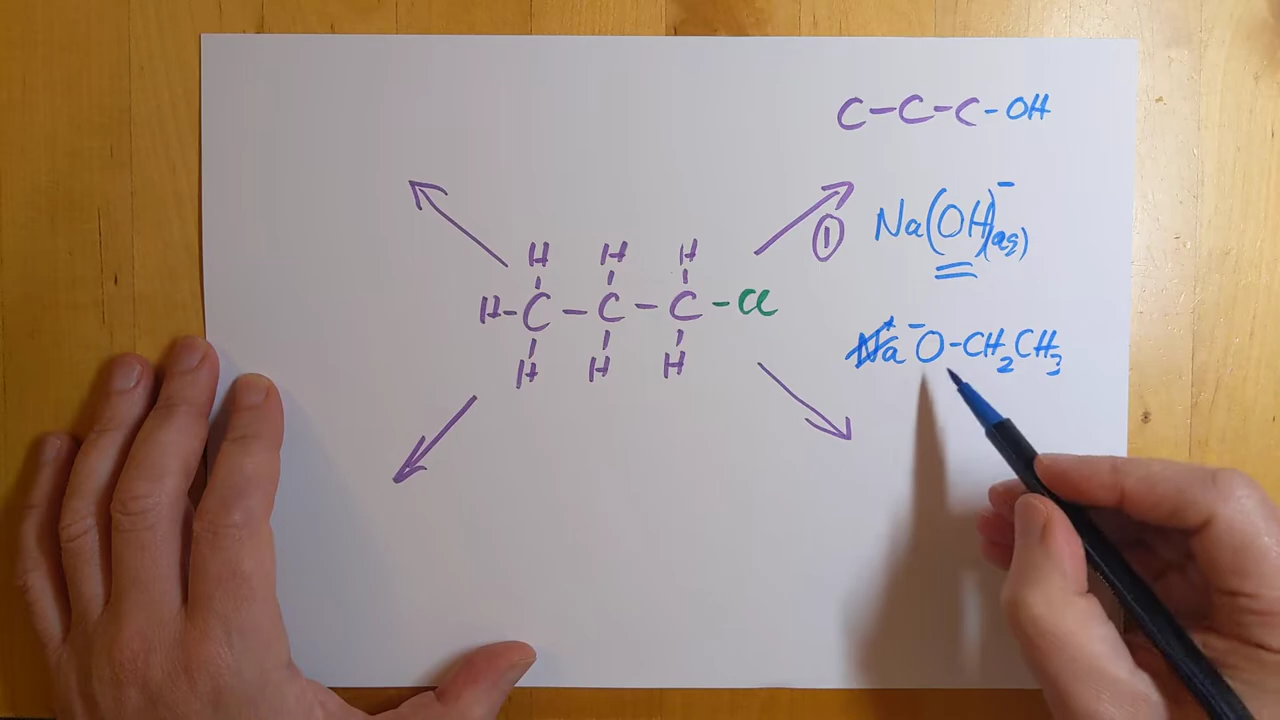 C-C-C-OH
Na(OH)⁻(aq)
①
H H H
H-C-C-C-Cl
H H H
Na⁺ ⁻O-CH₂CH₃